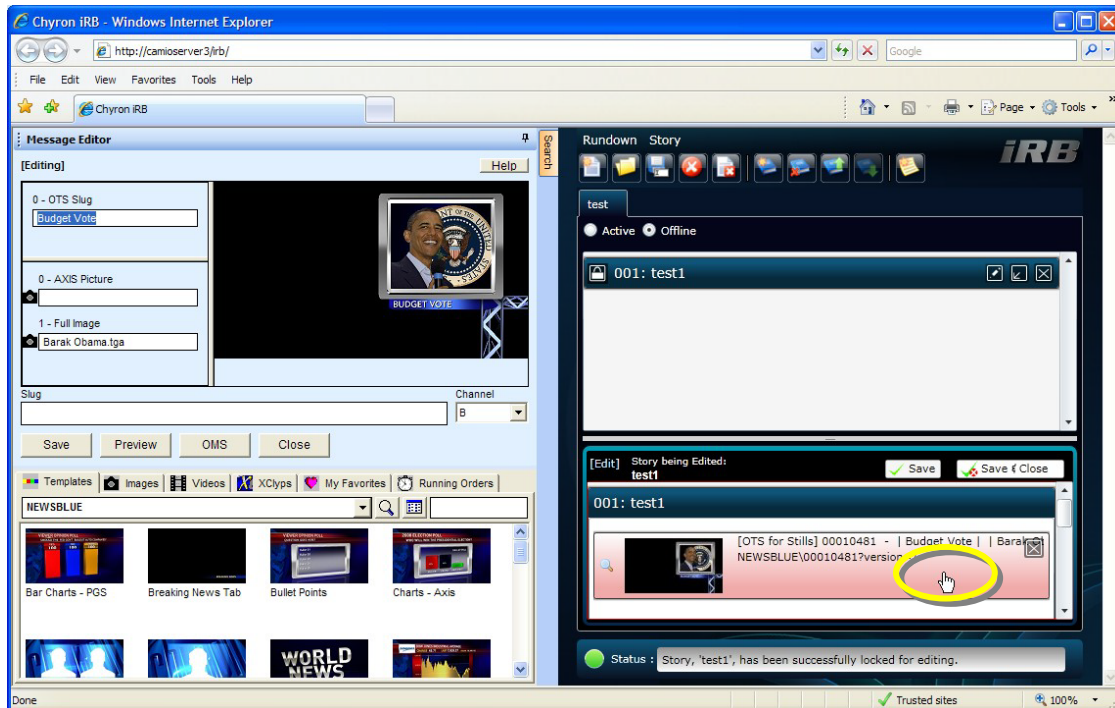 Chyron iRB - Windows Internet Explorer
http://camioserver3/irb/
Google
File Edit View Favorites Tools Help
Chyron iRB
Page Tools
Message Editor
[Editing]
Help
0 - OTS Slug
Budget Vote
0 - AXIS Picture
1 - Full Image
Barak Obama.tga
BUDGET VOTE
Slug
Channel
B
Save Preview OMS Close
Templates Images Videos XClyps My Favorites Running Orders
NEWSBLUE
Bar Charts - PGS
Breaking News Tab
Bullet Points
Charts - Axis
WORLD
NEWS
Search
Rundown Story
iRB
test
Active Offline
001: test1
[Edit] Story being Edited:
test1
Save Save & Close
001: test1
[OTS for Stills] 00010481 - | Budget Vote | | Barak
NEWSBLUE\00010481?version
Status : Story, 'test1', has been successfully locked for editing.
Done
Trusted sites
100%